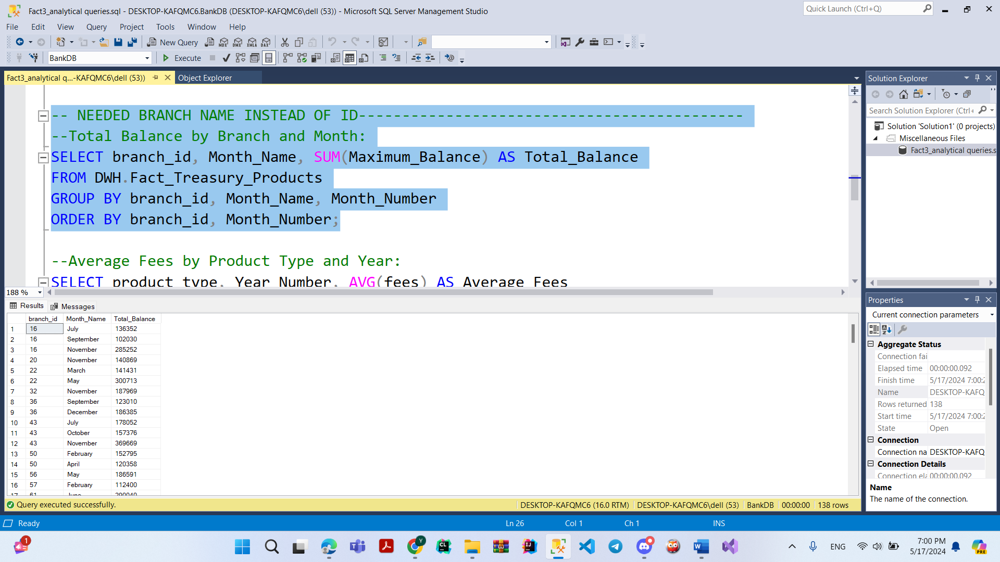 Fact3_analytical queries.sql - DESKTOP-KAFQMC6.BankDB (DESKTOP-KAFQMC6\dell (53)) - Microsoft SQL Server Management Studio
Quick Launch (Ctrl+Q)
File Edit View Query Project Tools Window Help
New Query
BankDB
Execute
Fact3_analytical q...-KAFQMC6\dell (53))
Object Explorer
-- NEEDED BRANCH NAME INSTEAD OF ID--------------------------------------------
--Total Balance by Branch and Month:
SELECT branch_id, Month_Name, SUM(Maximum_Balance) AS Total_Balance
FROM DWH.Fact_Treasury_Products
GROUP BY branch_id, Month_Name, Month_Number
ORDER BY branch_id, Month_Number;
--Average Fees by Product Type and Year:
SELECT product_type, Year_Number, AVG(fees) AS Average_Fees
188 %
Results Messages
branch_id Month_Name Total_Balance
1 16 July 136352
2 16 September 102030
3 16 November 285252
4 20 November 140869
5 22 March 141431
6 22 May 300713
7 32 November 187969
8 36 September 123010
9 36 December 186385
10 43 July 178052
11 43 October 157376
12 43 November 369669
13 50 February 152795
14 50 April 120358
15 56 May 186591
16 57 February 112400
17 61 June 290040
Query executed successfully.
DESKTOP-KAFQMC6 (16.0 RTM) DESKTOP-KAFQMC6\dell (53) BankDB 00:00:00 138 rows
Solution Explorer
Search Solution Explorer (Ctrl+
Solution 'Solution1' (0 projects)
Miscellaneous Files
Fact3_analytical queries.s
Properties
Current connection parameters
Aggregate Status
Connection fai
Elapsed time 00:00:00.092
Finish time 5/17/2024 7:00:2
Name DESKTOP-KAFQ
Rows returned 138
Start time 5/17/2024 7:00:2
State Open
Connection
Connection na DESKTOP-KAFQ
Connection Details
Connection ela 00:00:00.092
Name
The name of the connection.
Ready
Ln 26 Col 1 Ch 1 INS
1
ENG
7:00 PM
5/17/2024
PRE